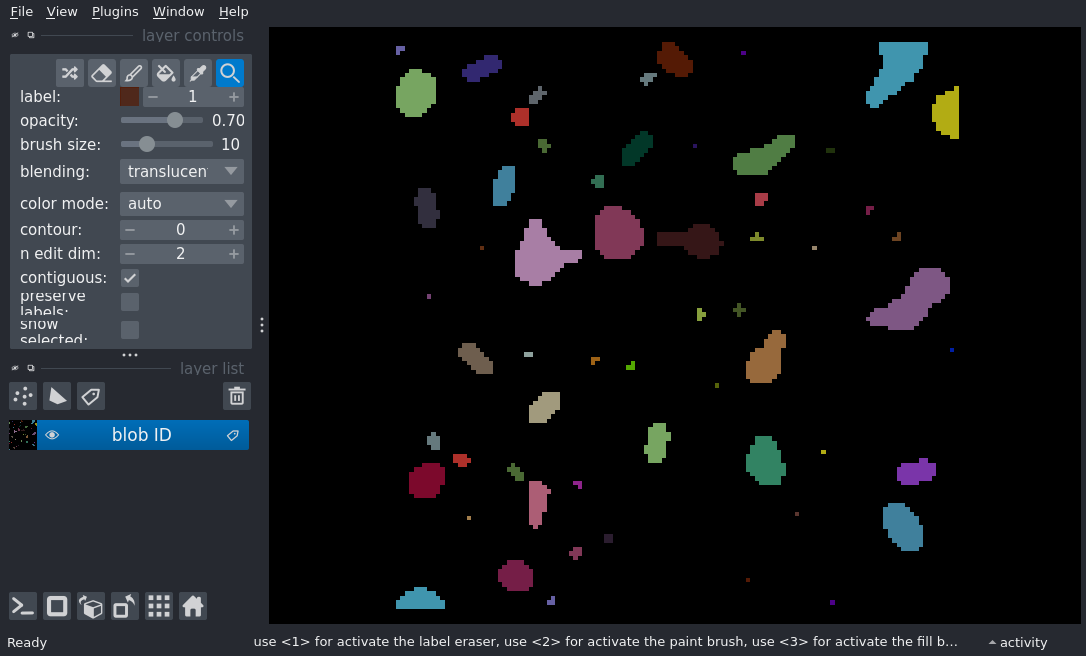 File View Plugins Window Help
layer controls
label: 1
opacity: 0.70
brush size: 10
blending: translucen
color mode: auto
contour: 0
n edit dim: 2
contiguous:
preserve
labels:
show
selected:
layer list
blob ID
Ready use <1> for activate the label eraser, use <2> for activate the paint brush, use <3> for activate the fill b... activity